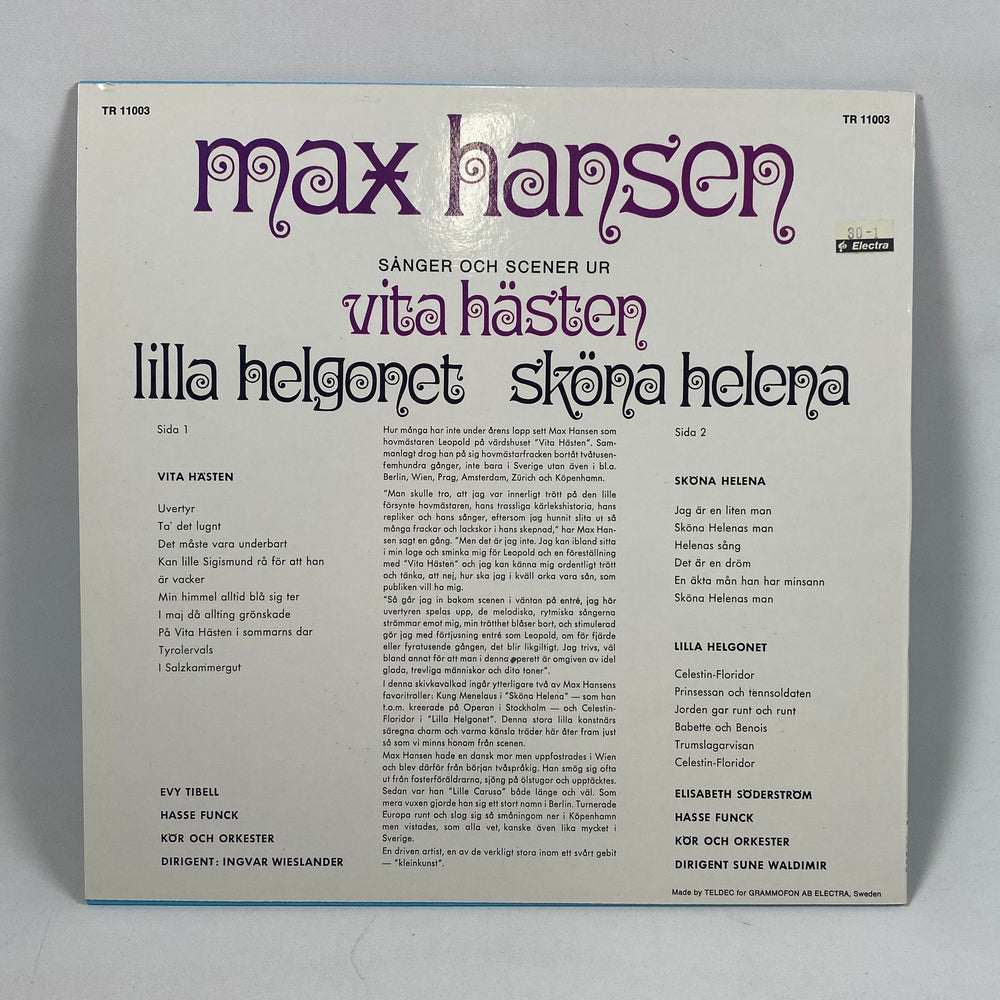 TR 11003
TR 11003
max hansen
30-1
Electra
SÅNGER OCH SCENER UR
vita hästen
lilla helgonet sköna helena
Sida 1
VITA HÄSTEN
Uvertyr
Ta' det lugnt
Det måste vara underbart
Kan lille Sigismund rå för att han
är vacker
Min himmel alltid blå sig ter
I maj då allting grönskade
På Vita Hästen i sommarns dar
Tyrolervals
I Salzkammergut
EVY TIBELL
HASSE FUNCK
KÖR OCH ORKESTER
DIRIGENT: INGVAR WIESLANDER
Hur många har inte under årens lopp sett Max Hansen som
hovmästaren Leopold på värdshuset "Vita Hästen". Sam-
manlagt drog han på sig hovmästarfracken bortåt tvåtusen-
femhundra gånger, inte bara i Sverige utan även i bl.a.
Berlin, Wien, Prag, Amsterdam, Zürich och Köpenhamn.
"Man skulle tro, att jag var innerligt trött på den lille
försynte hovmästaren, hans trassliga kärlekshistoria, hans
repliker och hans sånger, eftersom jag hunnit slita ut så
många frackar och lackskor i hans skepnad," har Max Han-
sen sagt en gång. "Men det är jag inte. Jag kan ibland sitta
i min loge och sminka mig för Leopold och en föreställning
med "Vita Hästen" och jag kan känna mig ordentligt trött
och tänka, att nej, hur ska jag i kväll orka vara sån, som
publiken vill ha mig.
"Så går jag in bakom scenen i väntan på entré, jag hör
uvertyren spelas upp, de melodiska, rytmiska sångerna
strömmar emot mig, min trötthet blåser bort, och stimulerad
gör jag med förtjusning entré som Leopold, om för fjärde
eller fyratusende gången, det blir likgiltigt. Jag trivs, väl
bland annat för att man i denna operett är omgiven av idel
glada, trevliga människor och dito toner".
I denna skivkavalkad ingår ytterligare två av Max Hansens
favoritroller: Kung Menelaus i "Sköna Helena" — som han
t.o.m. kreerade på Operan i Stockholm — och Celestin-
Floridor i "Lilla Helgonet". Denna stora lilla konstnärs
säregna charm och varma känsla träder här åter fram just
så som vi minns honom från scenen.
Max Hansen hade en dansk mor men uppfostrades i Wien
och blev därför från början tvåspråkig. Han smög sig ofta
ut från fosterföräldrarna, sjöng på ölstugor och upptäcktes.
Sedan var han "Lille Caruso" både länge och väl. Som
mera vuxen gjorde han sig ett stort namn i Berlin. Turnerade
Europa runt och slog sig så småningom ner i Köpenhamn
men vistades, som alla vet, kanske även lika mycket i
Sverige.
En driven artist, en av de verkligt stora inom ett svårt gebit
— "kleinkunst".
Sida 2
SKÖNA HELENA
Jag är en liten man
Sköna Helenas man
Helenas sång
Det är en dröm
En äkta mån han har minsann
Sköna Helenas man
LILLA HELGONET
Celestin-Floridor
Prinsessan och tennsoldaten
Jorden gar runt och runt
Babette och Benois
Trumslagarvisan
Celestin-Floridor
ELISABETH SÖDERSTRÖM
HASSE FUNCK
KÖR OCH ORKESTER
DIRIGENT SUNE WALDIMIR
Made by TELDEC for GRAMMOFON AB ELECTRA, Sweden